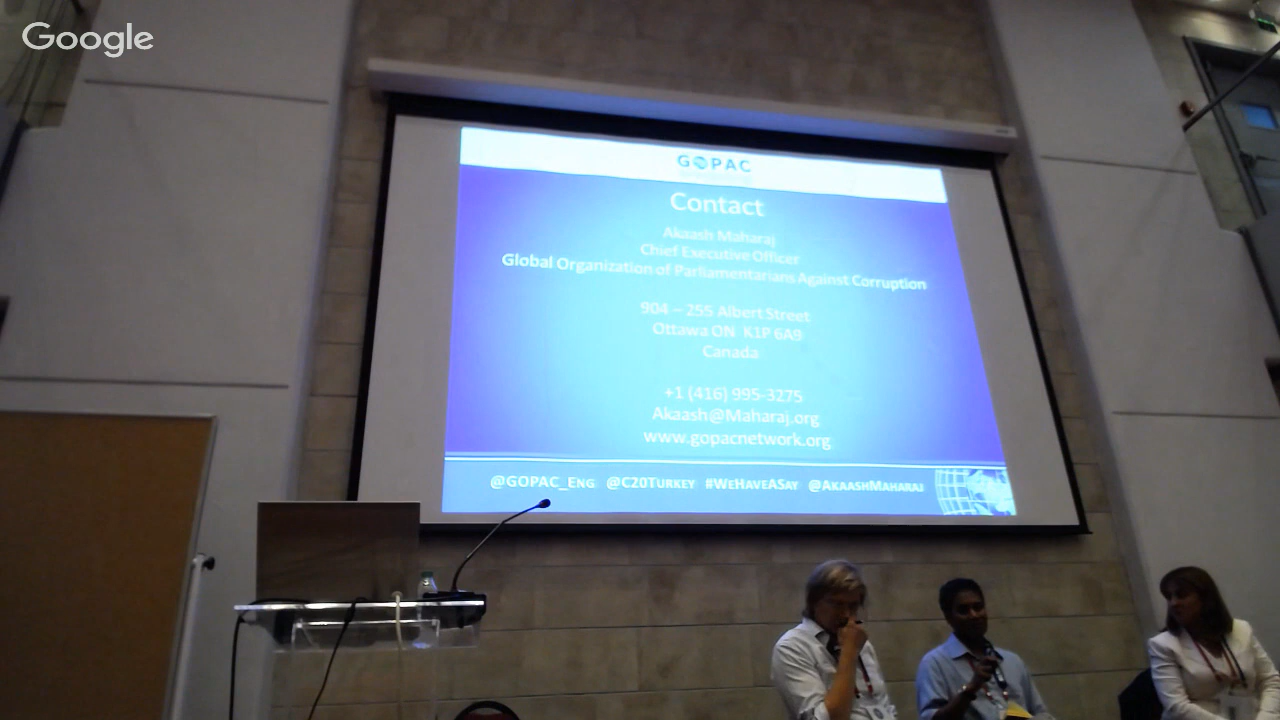 Google
GOPAC
Contact
Akaash Maharaj
Chief Executive Officer
Global Organization of Parliamentarians Against Corruption
904 – 255 Albert Street
Ottawa ON K1P 6A9
Canada
+1 (416) 995-3275
Akaash@Maharaj.org
www.gopacnetwork.org
@GOPAC_ENG @C20TURKEY #WEHAVEASAY @AKAASHMAHARAJ